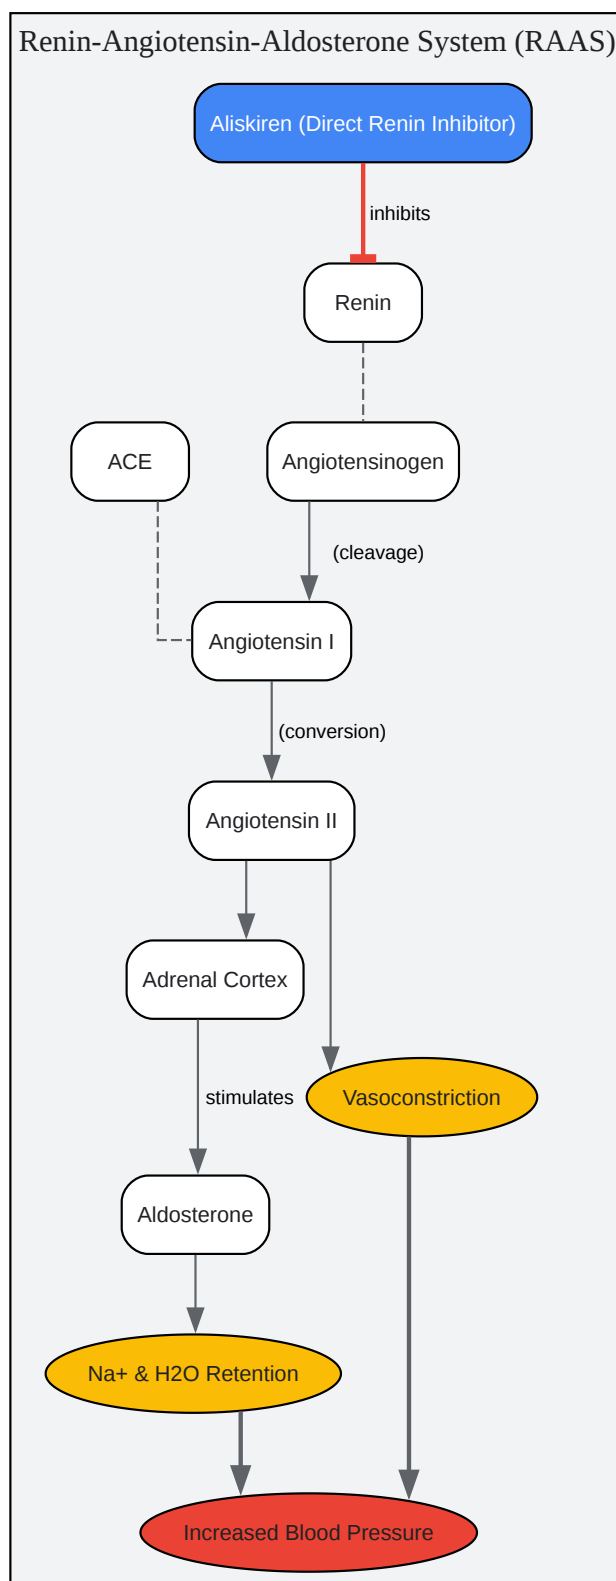 Renin-Angiotensin-Aldosterone System (RAAS)
Aliskiren (Direct Renin Inhibitor)
inhibits
Renin
ACE
Angiotensinogen
(cleavage)
Angiotensin I
(conversion)
Angiotensin II
Adrenal Cortex
stimulates
Vasoconstriction
Aldosterone
Na+ & H2O Retention
Increased Blood Pressure